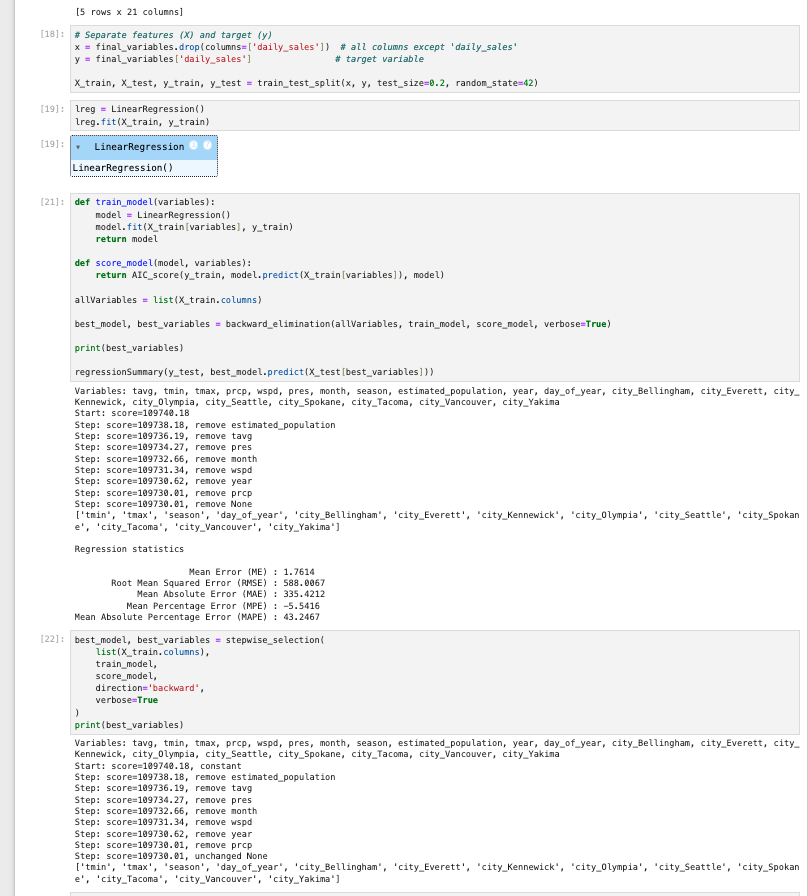 [5 rows x 21 columns]
[18]:
# Separate features (X) and target (y)
x = final_variables.drop(columns=['daily_sales'])  # all columns except 'daily_sales'
y = final_variables['daily_sales']                # target variable
X_train, X_test, y_train, y_test = train_test_split(x, y, test_size=0.2, random_state=42)
[19]:
lreg = LinearRegression()
lreg.fit(X_train, y_train)
[19]:
▾ LinearRegression
LinearRegression()
[21]:
def train_model(variables):
    model = LinearRegression()
    model.fit(X_train[variables], y_train)
    return model
def score_model(model, variables):
    return AIC_score(y_train, model.predict(X_train[variables]), model)
allVariables = list(X_train.columns)
best_model, best_variables = backward_elimination(allVariables, train_model, score_model, verbose=True)
print(best_variables)
regressionSummary(y_test, best_model.predict(X_test[best_variables]))
Variables: tavg, tmin, tmax, prcp, wspd, pres, month, season, estimated_population, year, day_of_year, city_Bellingham, city_Everett, city_
Kennewick, city_Olympia, city_Seattle, city_Spokane, city_Tacoma, city_Vancouver, city_Yakima
Start: score=109740.18
Step: score=109738.18, remove estimated_population
Step: score=109736.19, remove tavg
Step: score=109734.27, remove pres
Step: score=109732.66, remove month
Step: score=109731.34, remove wspd
Step: score=109730.62, remove year
Step: score=109730.01, remove prcp
Step: score=109730.01, remove None
['tmin', 'tmax', 'season', 'day_of_year', 'city_Bellingham', 'city_Everett', 'city_Kennewick', 'city_Olympia', 'city_Seattle', 'city_Spokan
e', 'city_Tacoma', 'city_Vancouver', 'city_Yakima']
Regression statistics
Mean Error (ME) : 1.7614
Root Mean Squared Error (RMSE) : 588.0067
Mean Absolute Error (MAE) : 335.4212
Mean Percentage Error (MPE) : -5.5416
Mean Absolute Percentage Error (MAPE) : 43.2467
[22]:
best_model, best_variables = stepwise_selection(
    list(X_train.columns),
    train_model,
    score_model,
    direction='backward',
    verbose=True
)
print(best_variables)
Variables: tavg, tmin, tmax, prcp, wspd, pres, month, season, estimated_population, year, day_of_year, city_Bellingham, city_Everett, city_
Kennewick, city_Olympia, city_Seattle, city_Spokane, city_Tacoma, city_Vancouver, city_Yakima
Start: score=109740.18, constant
Step: score=109738.18, remove estimated_population
Step: score=109736.19, remove tavg
Step: score=109734.27, remove pres
Step: score=109732.66, remove month
Step: score=109731.34, remove wspd
Step: score=109730.62, remove year
Step: score=109730.01, remove prcp
Step: score=109730.01, unchanged None
['tmin', 'tmax', 'season', 'day_of_year', 'city_Bellingham', 'city_Everett', 'city_Kennewick', 'city_Olympia', 'city_Seattle', 'city_Spokan
e', 'city_Tacoma', 'city_Vancouver', 'city_Yakima']